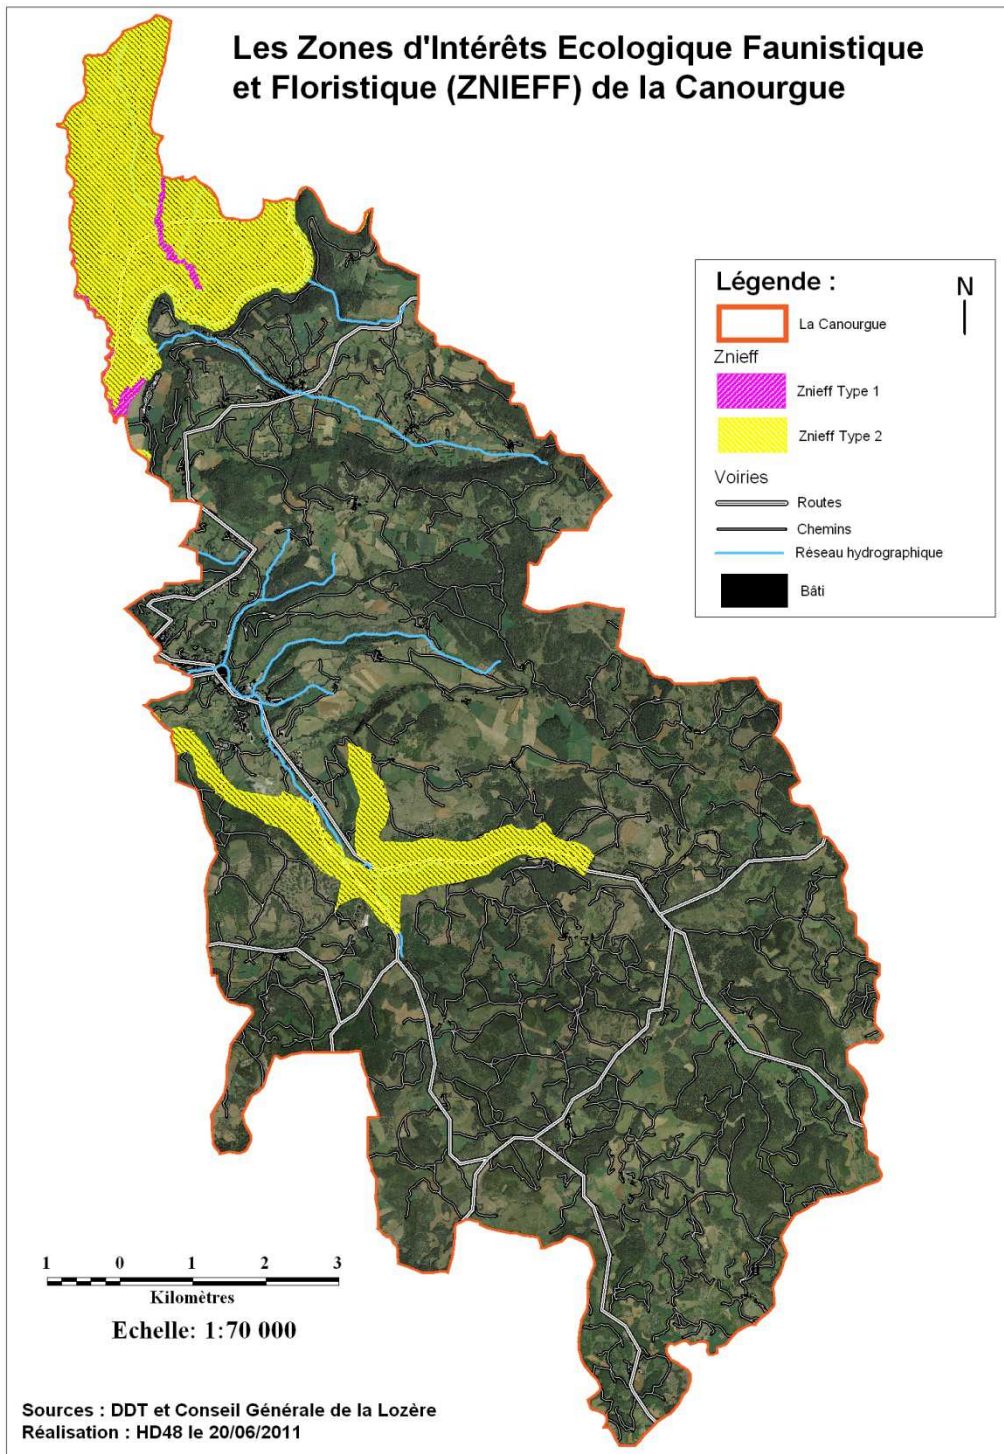 Les Zones d'Intérêts Ecologique Faunistique
et Floristique (ZNIEFF) de la Canourgue
Légende :
N
La Canourgue
Znieff
Znieff Type 1
Znieff Type 2
Voiries
Routes
Chemins
Réseau hydrographique
Bâti
1 0 1 2 3
Kilomètres
Echelle: 1:70 000
Sources : DDT et Conseil Générale de la Lozère
Réalisation : HD48 le 20/06/2011